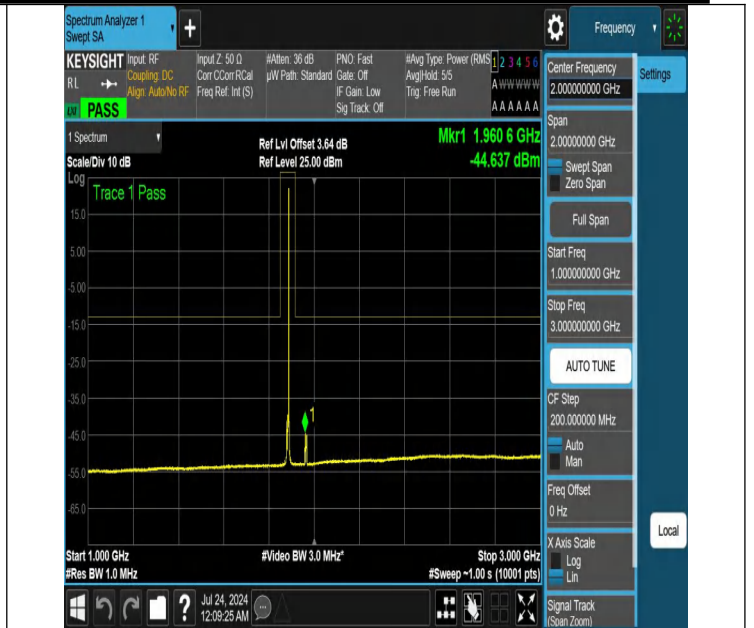 Spectrum Analyzer 1
Swept SA
+
Frequency
KEYSIGHT
RL
LXI
PASS
Input: RF
Coupling: DC
Align: Auto/No RF
Input Z: 50 Ω
Corr CCorr RCal
Freq Ref: Int (S)
#Atten: 36 dB
µW Path: Standard
PNO: Fast
Gate: Off
IF Gain: Low
Sig Track: Off
#Avg Type: Power (RMS
Avg|Hold: 5/5
Trig: Free Run
1 2 3 4 5 6
A W W W W W
A A A A A A
1 Spectrum
Scale/Div 10 dB
Ref Lvl Offset 3.64 dB
Ref Level 25.00 dBm
Mkr1 1.960 6 GHz
-44.637 dBm
Log
Trace 1 Pass
15.0
5.00
-5.00
-15.0
-25.0
-35.0
-45.0
-55.0
-65.0
1
Start 1.000 GHz
#Res BW 1.0 MHz
#Video BW 3.0 MHz*
Stop 3.000 GHz
#Sweep ~1.00 s (10001 pts)
Center Frequency
2.000000000 GHz
Span
2.00000000 GHz
Swept Span
Zero Span
Full Span
Start Freq
1.000000000 GHz
Stop Freq
3.000000000 GHz
AUTO TUNE
CF Step
200.000000 MHz
Auto
Man
Freq Offset
0 Hz
X Axis Scale
Log
Lin
Signal Track
(Span Zoom)
Settings
Local
?
Jul 24, 2024
12:09:25 AM